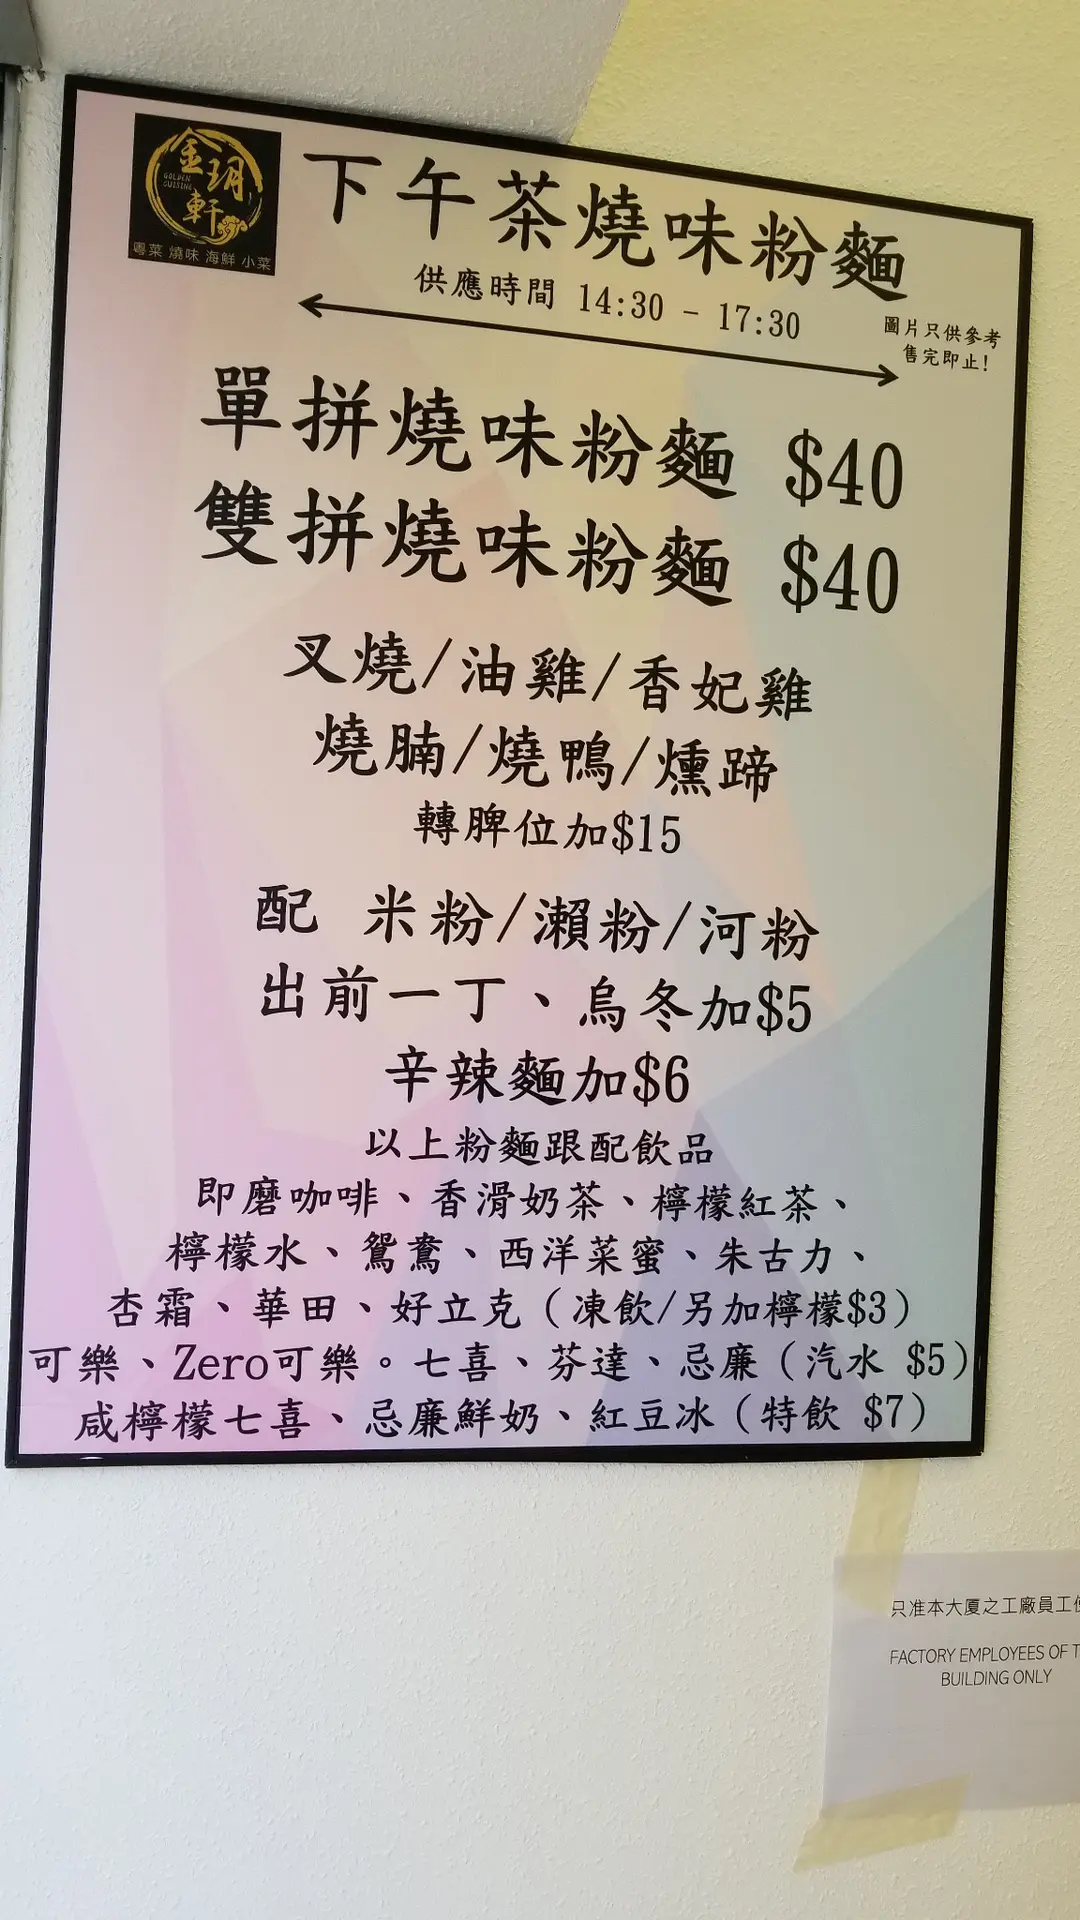 金玥軒
GOLDEN CUISINE
粵菜 燒味 海鮮 小菜
下午茶燒味粉麵
供應時間 14:30 - 17:30
圖片只供參考
售完即止!
單拼燒味粉麵 $40
雙拼燒味粉麵 $40
叉燒/油雞/香妃雞
燒腩/燒鴨/燻蹄
轉脾位加$15
配 米粉/瀨粉/河粉
出前一丁、烏冬加$5
辛辣麵加$6
以上粉麵跟配飲品
即磨咖啡、香滑奶茶、檸檬紅茶、
檸檬水、鴛鴦、西洋菜蜜、朱古力、
杏霜、華田、好立克(凍飲/另加檸檬$3)
可樂、Zero可樂。七喜、芬達、忌廉(汽水 $5)
咸檸檬七喜、忌廉鮮奶、紅豆冰(特飲 $7)
只准本大厦之工廠員工
FACTORY EMPLOYEES OF
BUILDING ONLY